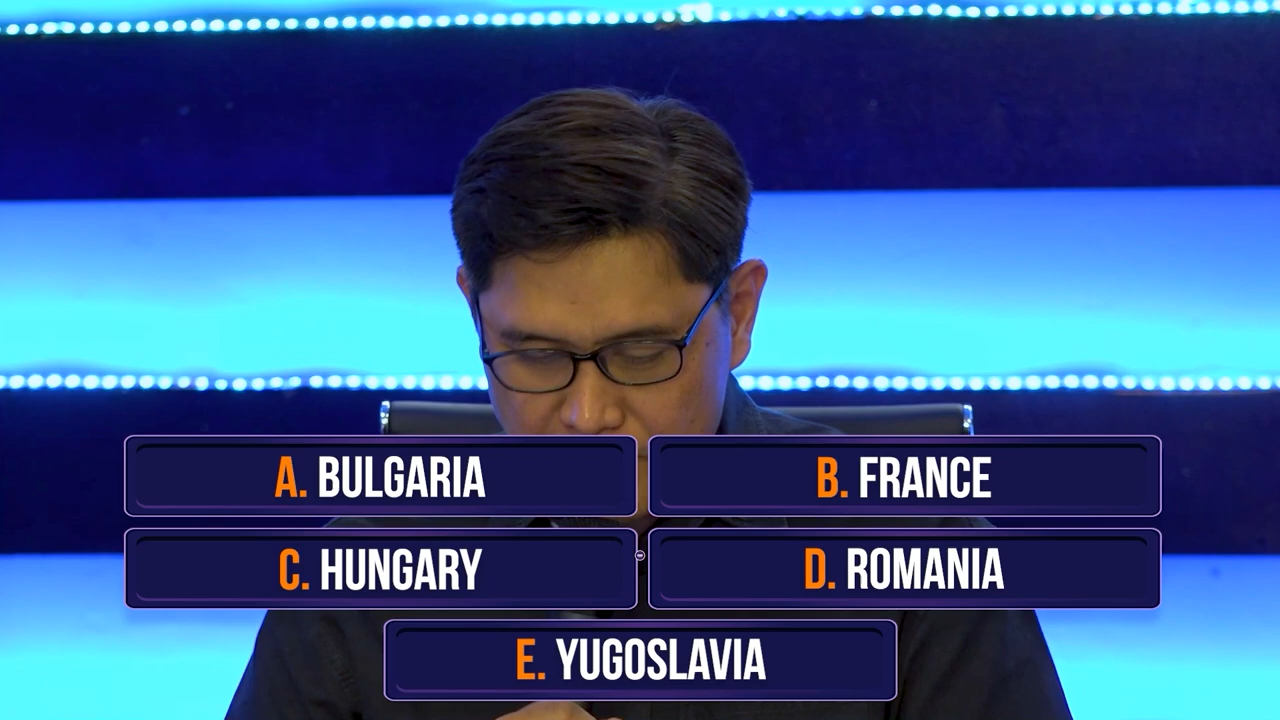 A. BULGARIA
B. FRANCE
C. HUNGARY
D. ROMANIA
E. YUGOSLAVIA